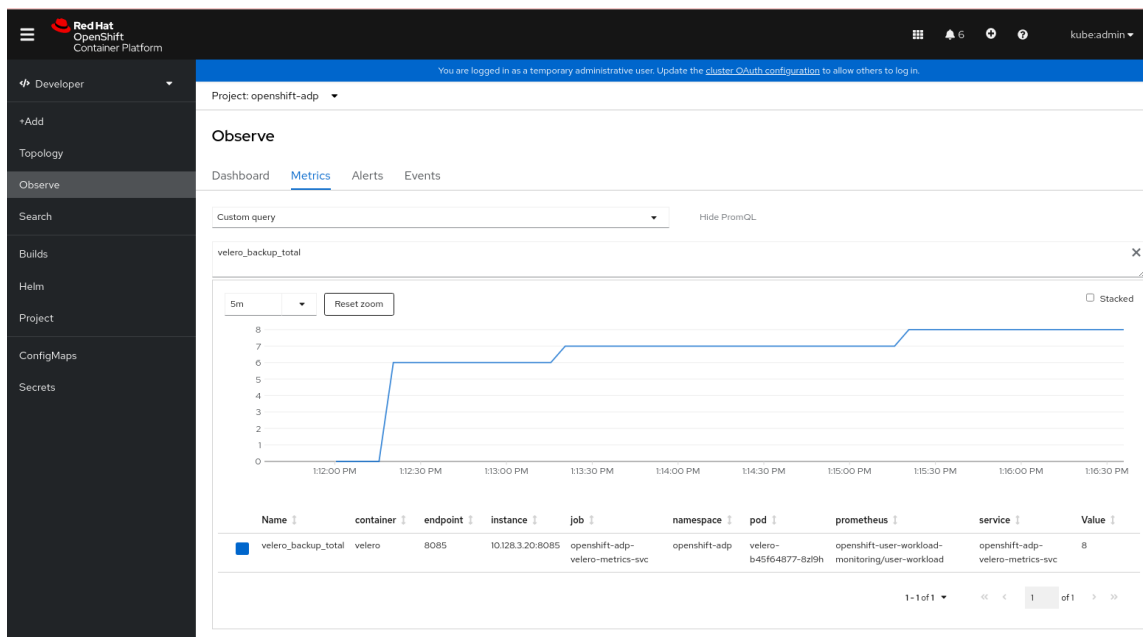 Red Hat
OpenShift
Container Platform
6
kube:admin
You are logged in as a temporary administrative user. Update the cluster OAuth configuration to allow others to log in.
Developer
+Add
Topology
Observe
Search
Builds
Helm
Project
ConfigMaps
Secrets
Project: openshift-adp
Observe
Dashboard Metrics Alerts Events
Custom query
Hide PromQL
velero_backup_total
5m
Reset zoom
Stacked
8
7
6
5
4
3
2
1
0
1:12:00 PM 1:12:30 PM 1:13:00 PM 1:13:30 PM 1:14:00 PM 1:14:30 PM 1:15:00 PM 1:15:30 PM 1:16:00 PM 1:16:30 PM
Name container endpoint instance job namespace pod prometheus service Value
velero_backup_total velero 8085 10.128.3.20:8085 openshift-adp- openshift-adp velero- openshift-user-workload- openshift-adp- 8
velero-metrics-svc b45f64877-8zl9h monitoring/user-workload velero-metrics-svc
1-1 of 1
1 of 1